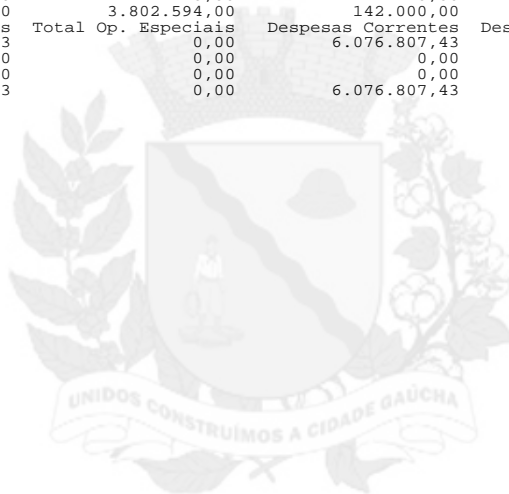 0 3.802.594,00 142.000,00
s Total Op. Especiais Despesas Correntes Des
3 0,00 6.076.807,43
0 0,00 0,00
0 0,00 0,00
3 0,00 6.076.807,43
UNIDOS CONSTRUÍMOS A CIDADE GAÚCHA